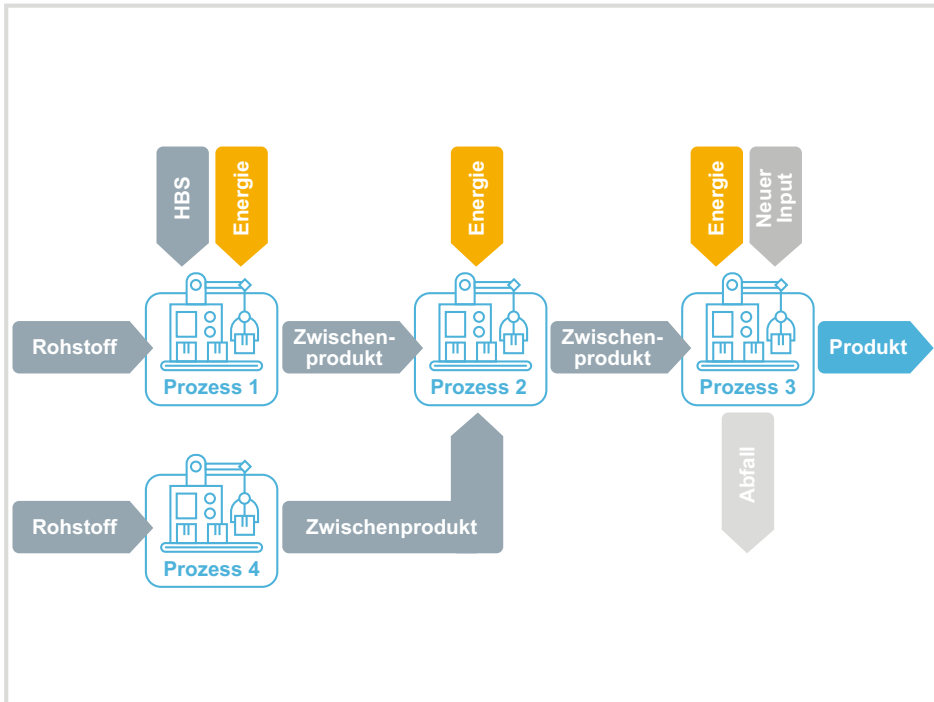 HBS
Energie
Energie
Energie
Neuer
Input
Rohstoff
Prozess 1
Zwischen-
produkt
Prozess 2
Zwischen-
produkt
Prozess 3
Produkt
Abfall
Rohstoff
Prozess 4
Zwischenprodukt